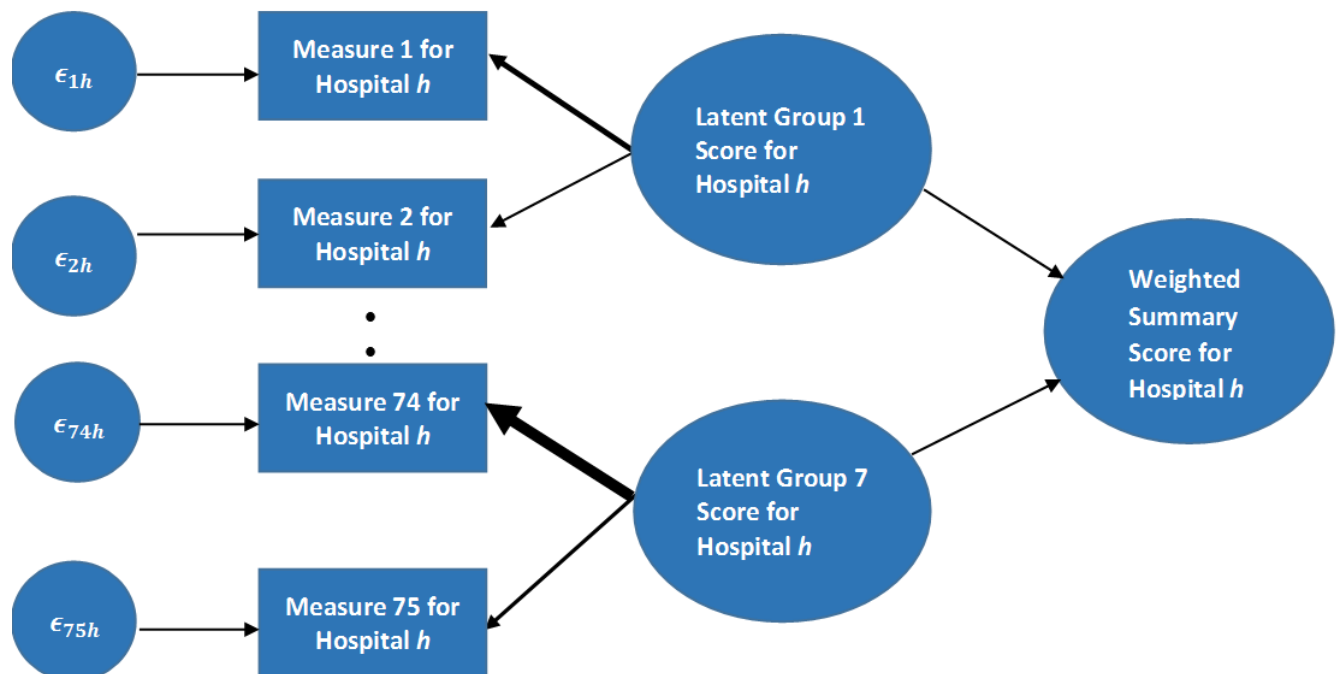 ϵ1h
Measure 1 for
Hospital h
Latent Group 1
Score for
Hospital h
ϵ2h
Measure 2 for
Hospital h
Weighted
Summary
Score for
Hospital h
ϵ74h
Measure 74 for
Hospital h
Latent Group 7
Score for
Hospital h
ϵ75h
Measure 75 for
Hospital h